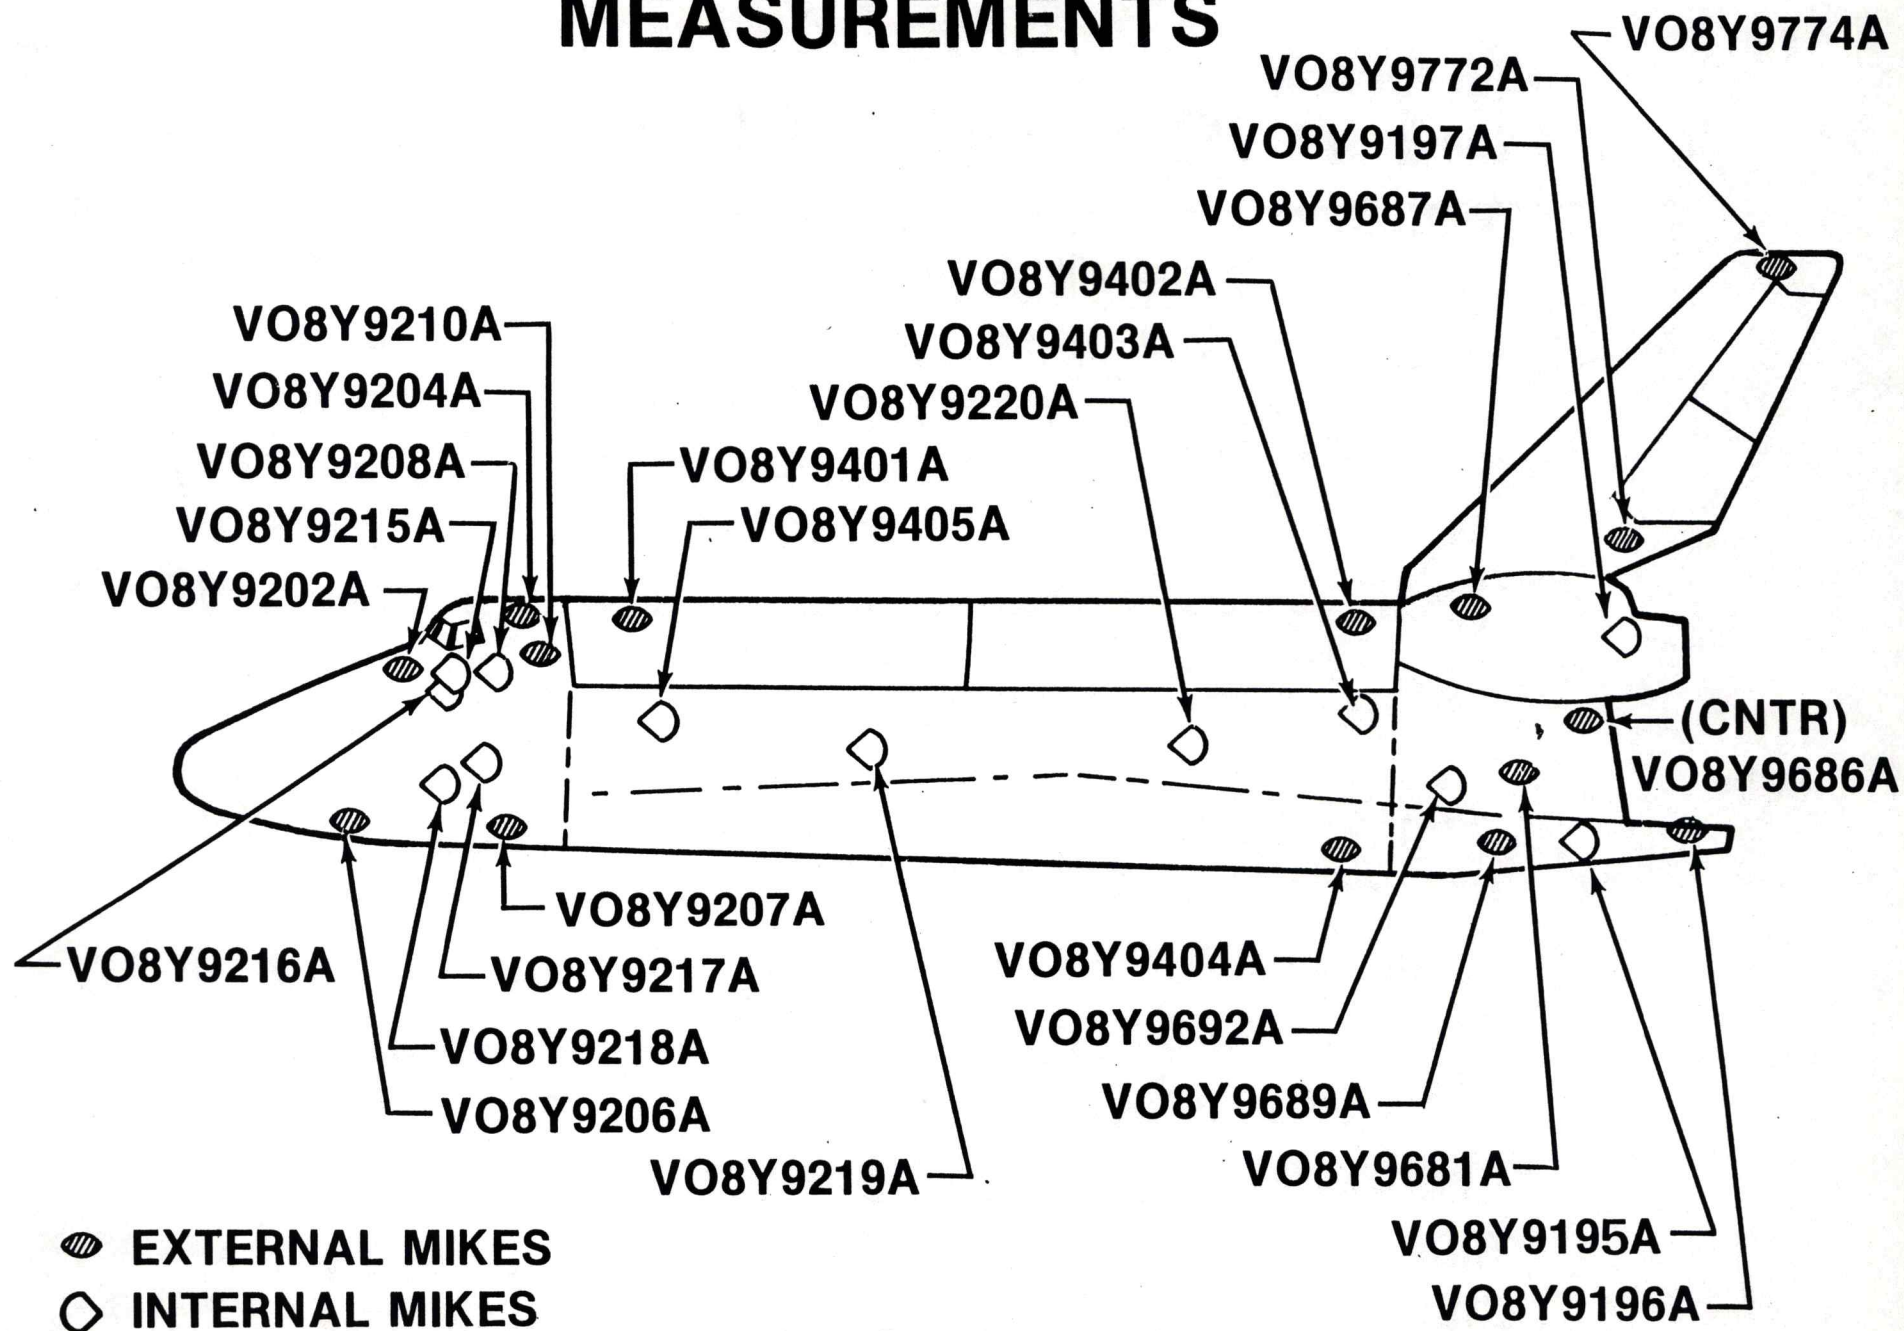 MEASUREMENTS
VO8Y9774A
VO8Y9772A
VO8Y9197A
VO8Y9687A
VO8Y9402A
VO8Y9403A
VO8Y9220A
VO8Y9210A
VO8Y9204A
VO8Y9208A
VO8Y9215A
VO8Y9202A
VO8Y9401A
VO8Y9405A
(CNTR)
VO8Y9686A
VO8Y9207A
VO8Y9216A
VO8Y9217A
VO8Y9218A
VO8Y9206A
VO8Y9219A
VO8Y9404A
VO8Y9692A
VO8Y9689A
VO8Y9681A
VO8Y9195A
VO8Y9196A
EXTERNAL MIKES
INTERNAL MIKES